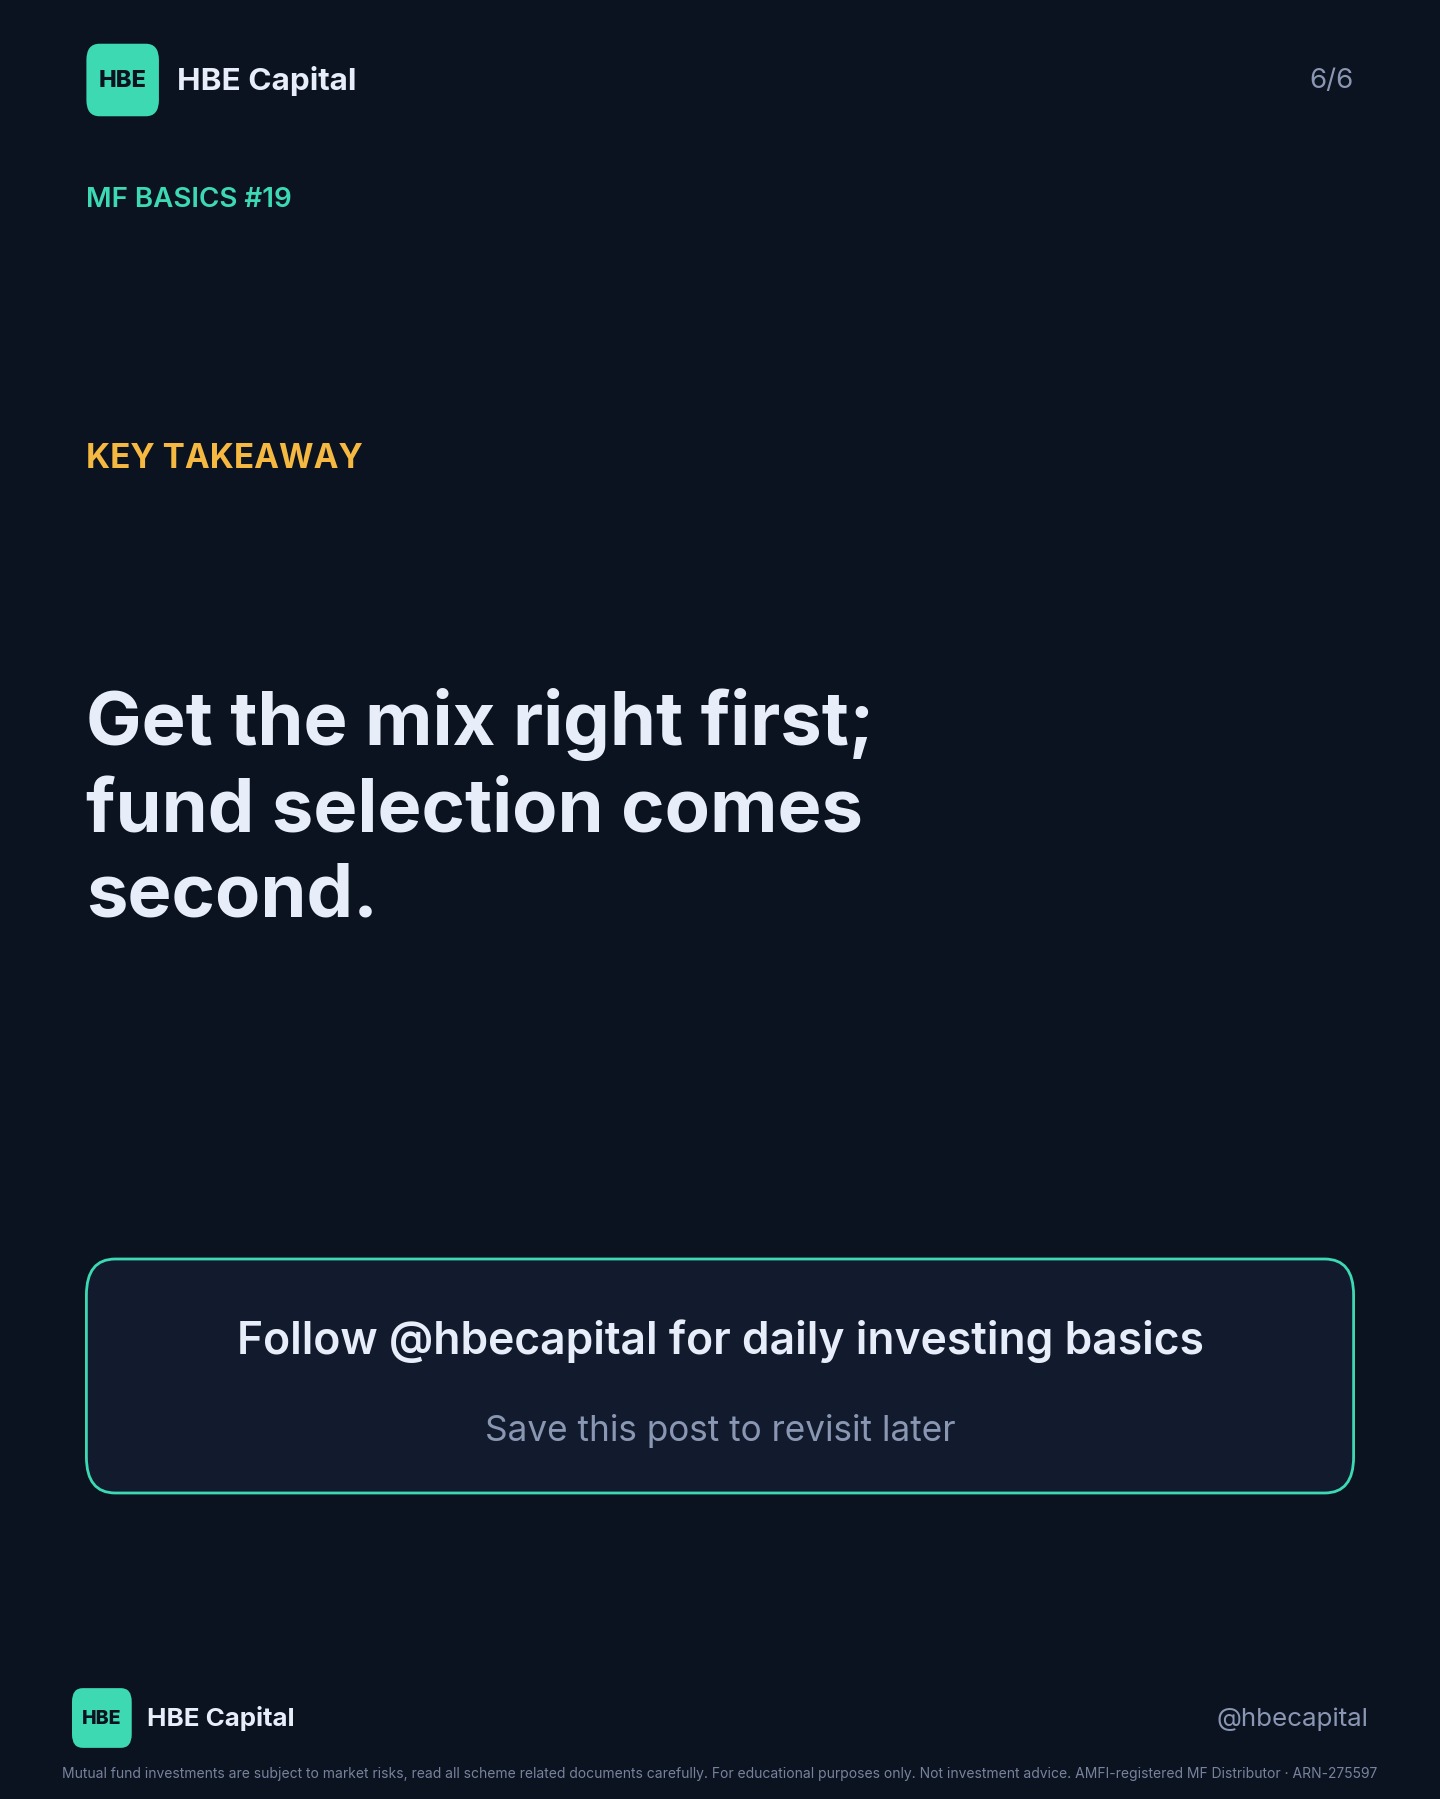 HBE
HBE Capital
6/6
MF BASICS #19
KEY TAKEAWAY
Get the mix right first;
fund selection comes
second.
Follow @hbecapital for daily investing basics
Save this post to revisit later
HBE
HBE Capital
@hbecapital
Mutual fund investments are subject to market risks, read all scheme related documents carefully. For educational purposes only. Not investment advice. AMFI-registered MF Distributor · ARN-275597